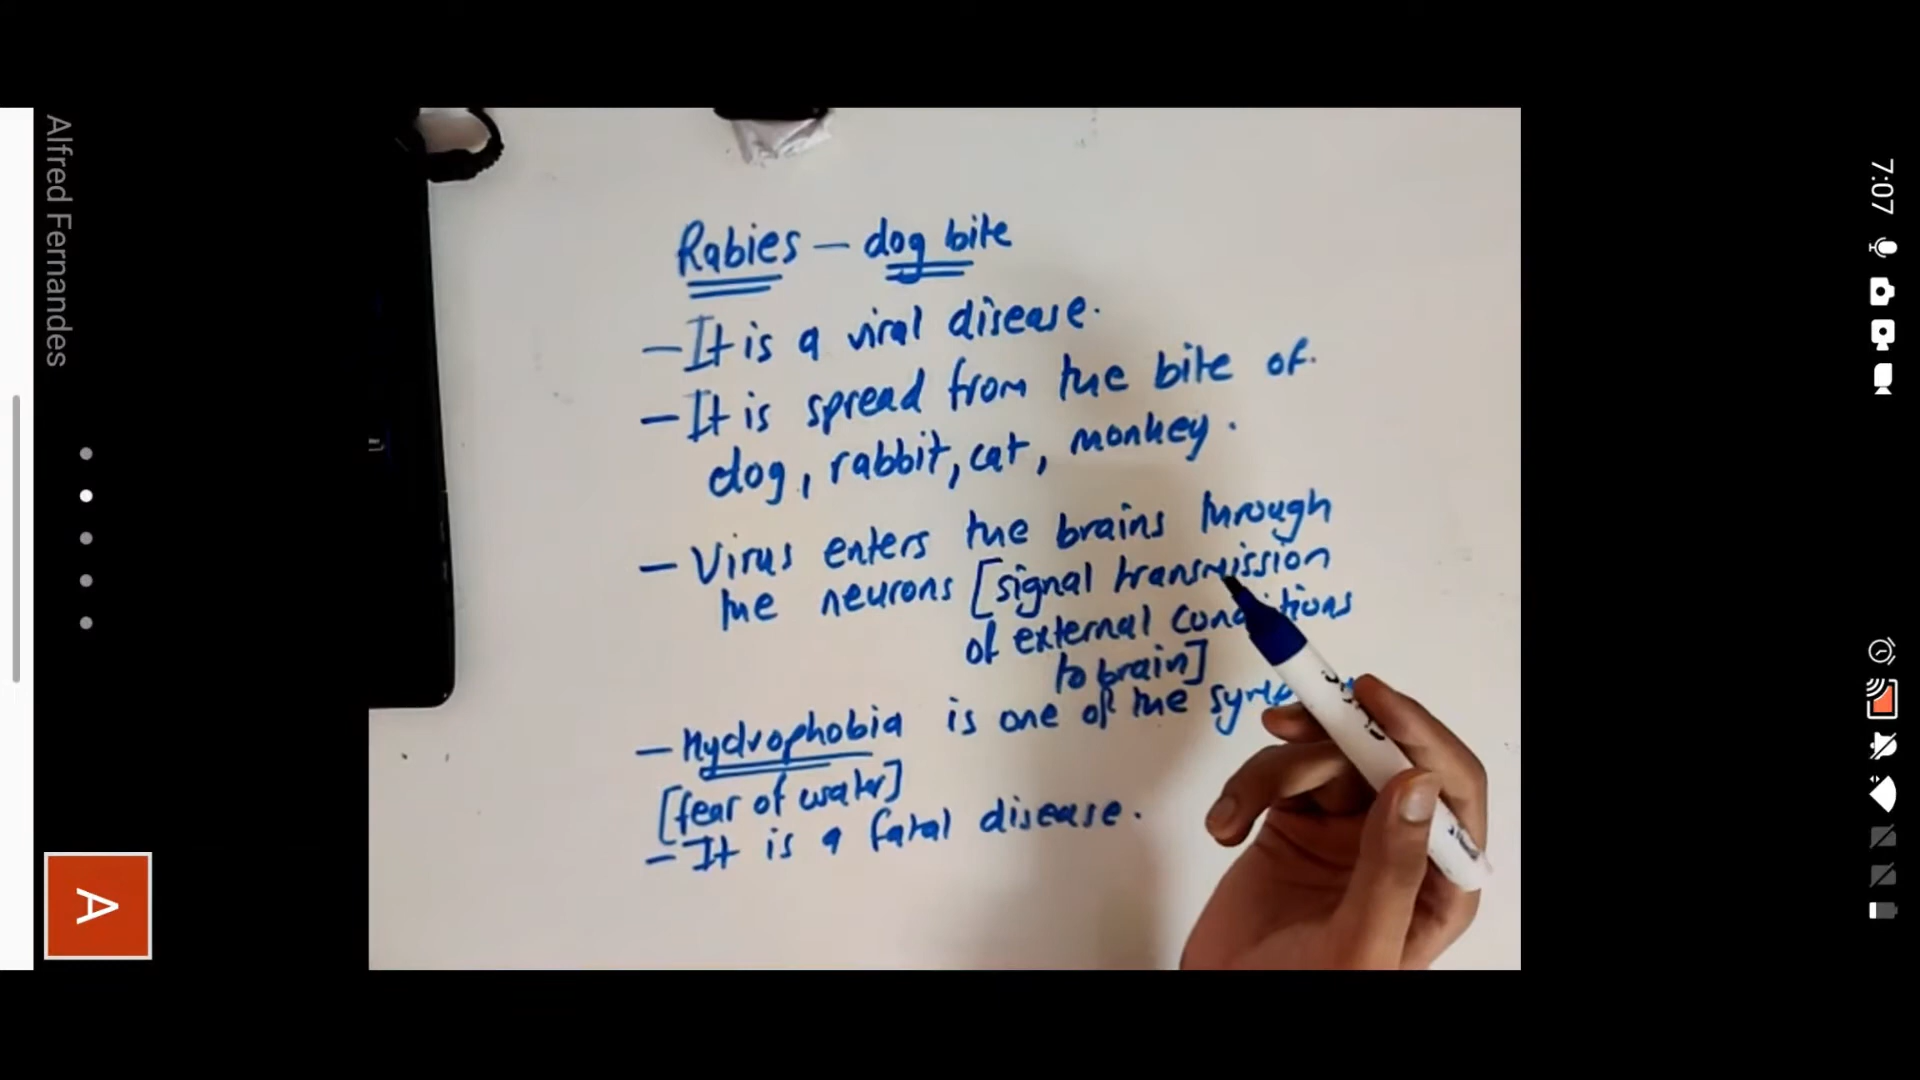 Alfred Fernandes
7:07
Rabies – dog bite
– It is a viral disease.
– It is spread from the bite of
dog, rabbit, cat, monkey.
– Virus enters the brains through
the neurons [signal transmission
of external conditions
to brain]
– Hydrophobia is one of the
[fear of water]
– It is a fatal disease.
A